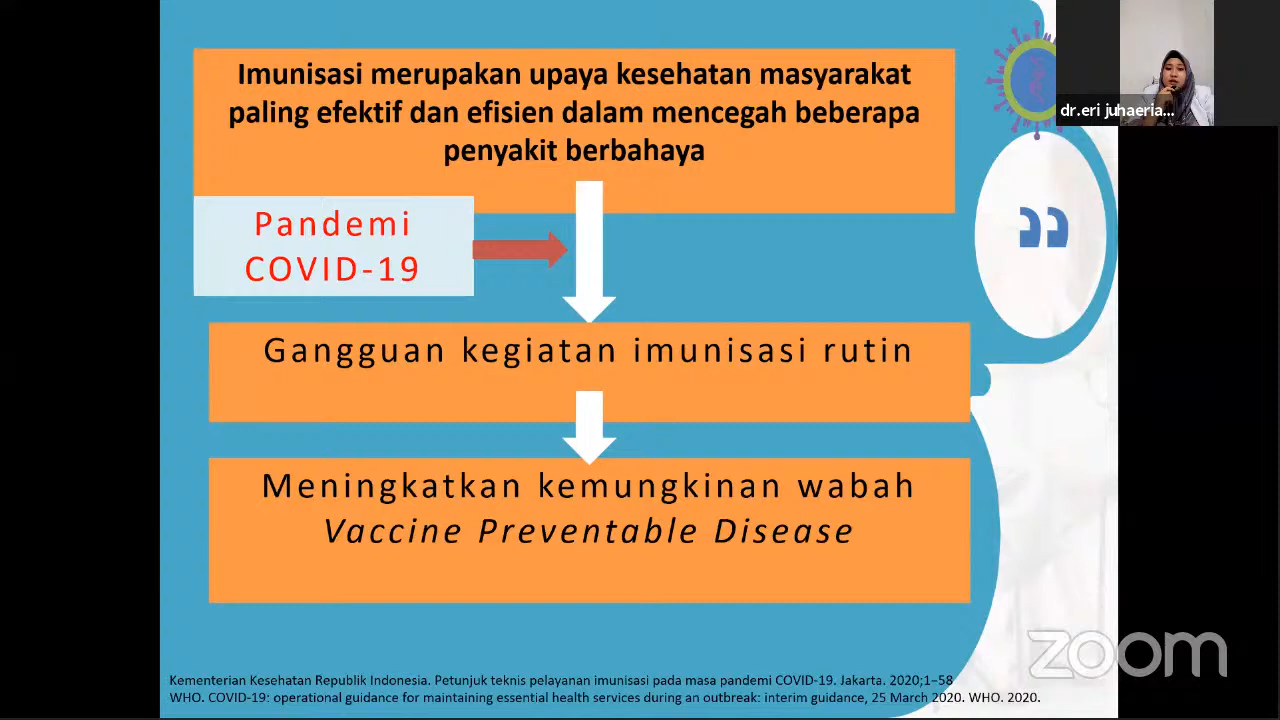 Imunisasi merupakan upaya kesehatan masyarakat
paling efektif dan efisien dalam mencegah beberapa
penyakit berbahaya
Pandemi
COVID-19
Gangguan kegiatan imunisasi rutin
Meningkatkan kemungkinan wabah
Vaccine Preventable Disease
Kementerian Kesehatan Republik Indonesia. Petunjuk teknis pelayanan imunisasi pada masa pandemi COVID-19. Jakarta. 2020;1–58
WHO. COVID-19: operational guidance for maintaining essential health services during an outbreak: interim guidance, 25 March 2020. WHO. 2020.
dr.eri juhaeria...
zoom